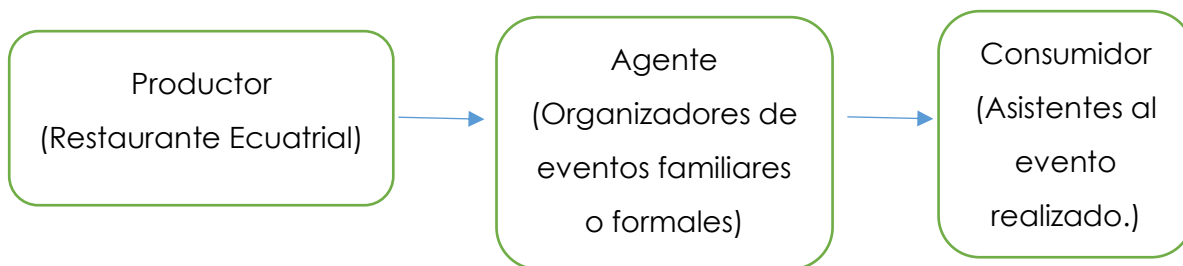 Productor
(Restaurante Ecuatrial)
Agente
(Organizadores de
eventos familiares
o formales)
Consumidor
(Asistentes al
evento
realizado.)